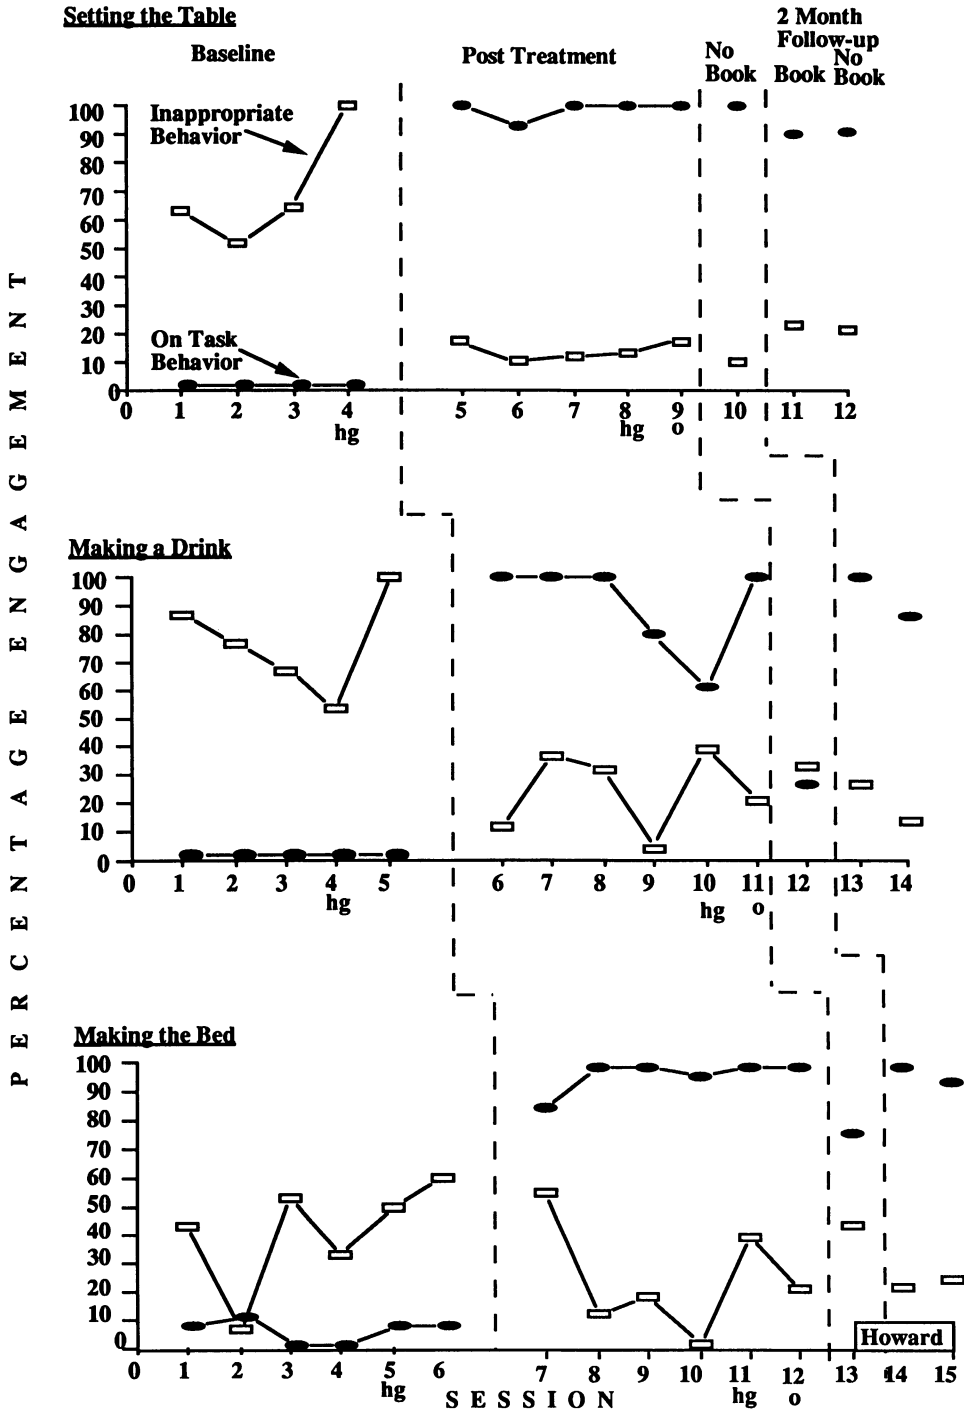 Setting the Table
Baseline
Post Treatment
No
Book
2 Month
Follow-up
Book
No
Book
Inappropriate
Behavior
On Task
Behavior
100
90
80
70
60
50
40
30
20
10
0
0 1 2 3 4 5 6 7 8 9 10 11 12
hg hg o
Making a Drink
100
90
80
70
60
50
40
30
20
10
0
0 1 2 3 4 5 6 7 8 9 10 11 12 13 14
hg hg o
Making the Bed
100
90
80
70
60
50
40
30
20
10
0
Howard
0 1 2 3 4 5 6 7 8 9 10 11 12 13 14 15
hg hg o
SESSION
PERCENTAGE ENGAGEMENT